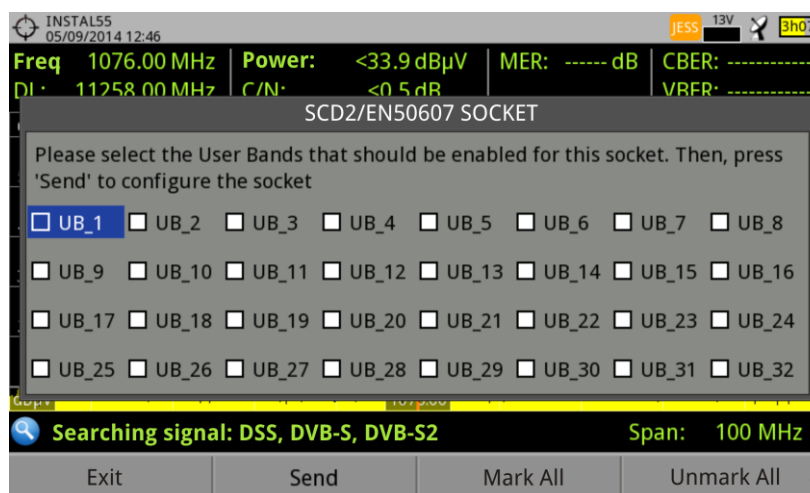 INSTAL55
05/09/2014 12:46
JESS 13V 3h0
Freq 1076.00 MHz Power: <33.9 dBµV MER: ------ dB CBER: -----------
DL: 11258.00 MHz C/N: <0.5 dB VBER: -----------
SCD2/EN50607 SOCKET
Please select the User Bands that should be enabled for this socket. Then, press
'Send' to configure the socket
UB_1 UB_2 UB_3 UB_4 UB_5 UB_6 UB_7 UB_8
UB_9 UB_10 UB_11 UB_12 UB_13 UB_14 UB_15 UB_16
UB_17 UB_18 UB_19 UB_20 UB_21 UB_22 UB_23 UB_24
UB_25 UB_26 UB_27 UB_28 UB_29 UB_30 UB_31 UB_32
dBµV 1076.00
Searching signal: DSS, DVB-S, DVB-S2 Span: 100 MHz
Exit Send Mark All Unmark All